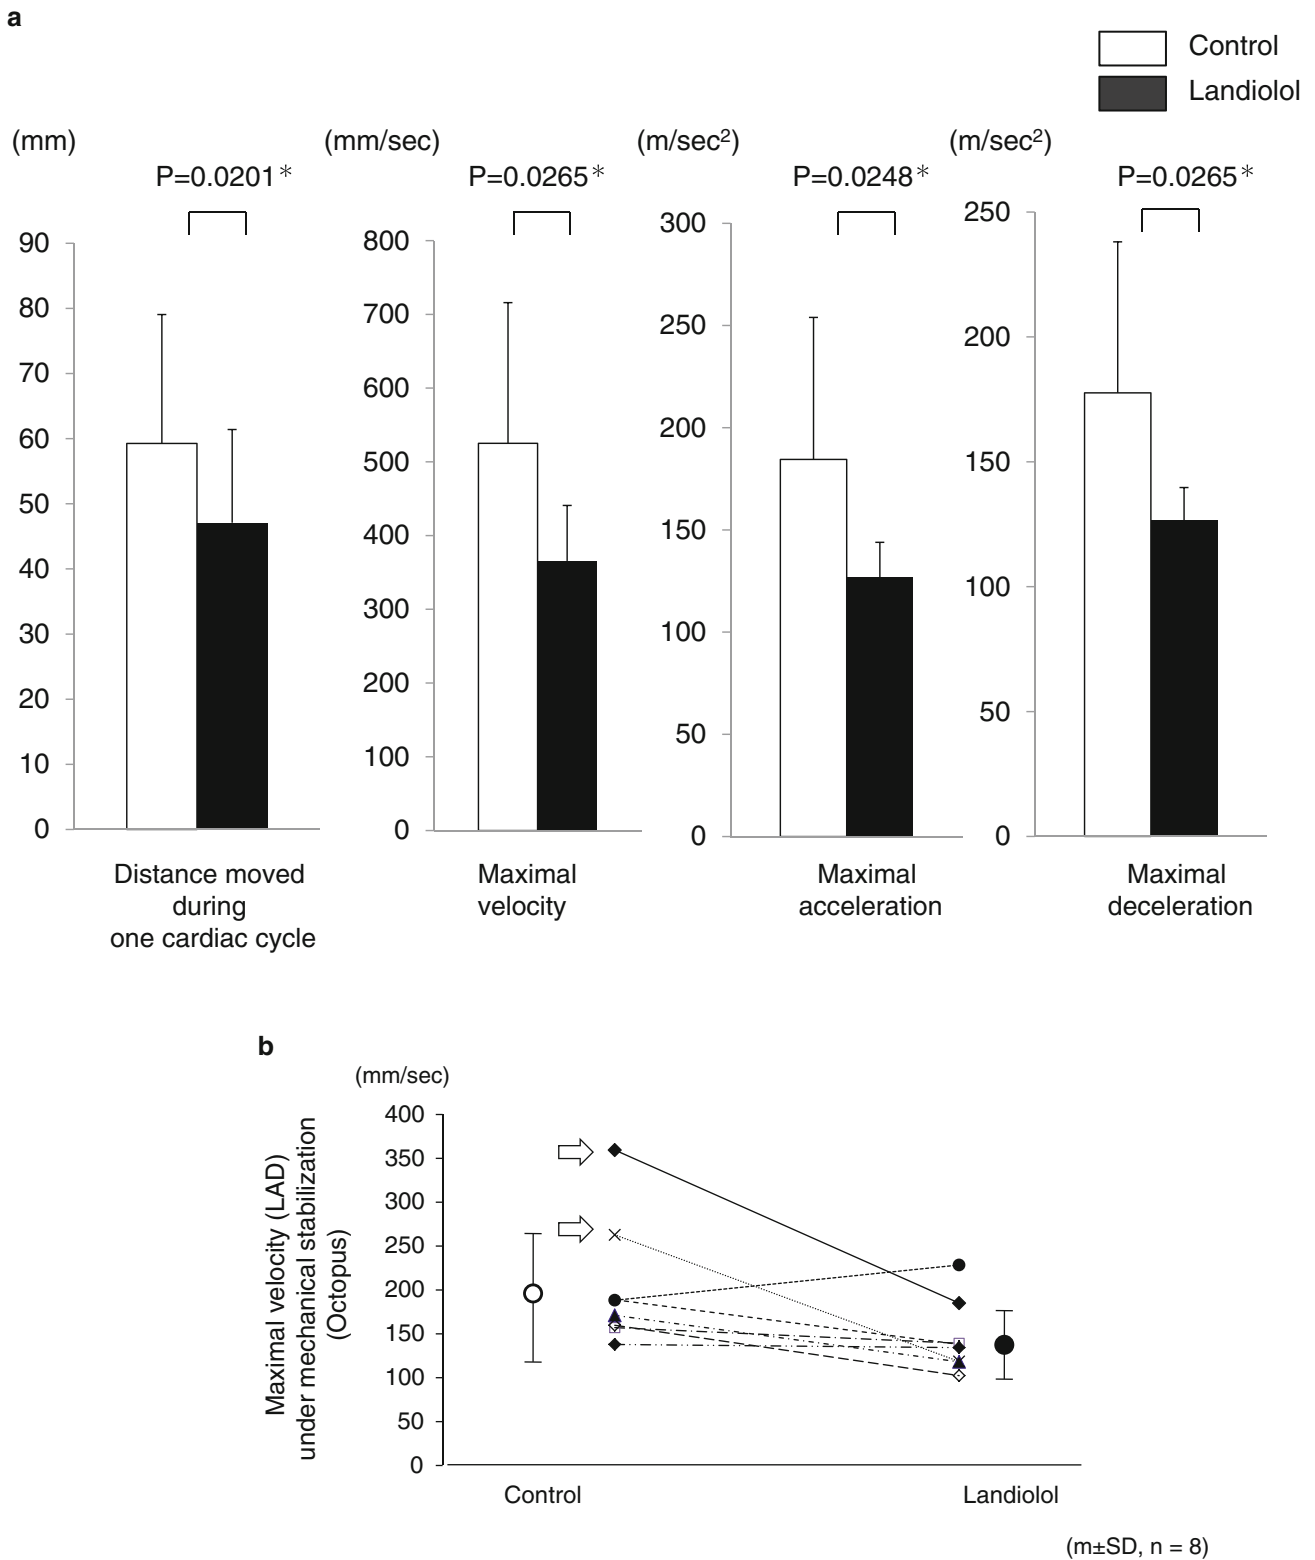 a
Control
Landiolol
(mm)
P=0.0201*
90
80
70
60
50
40
30
20
10
0
Distance moved
during
one cardiac cycle
(mm/sec)
P=0.0265*
800
700
600
500
400
300
200
100
0
Maximal
velocity
(m/sec2)
P=0.0248*
300
250
200
150
100
50
0
Maximal
acceleration
(m/sec2)
P=0.0265*
250
200
150
100
50
0
Maximal
deceleration
b
(mm/sec)
Maximal velocity (LAD)
under mechanical stabilization
(Octopus)
400
350
300
250
200
150
100
50
0
Control
Landiolol
(m±SD, n = 8)